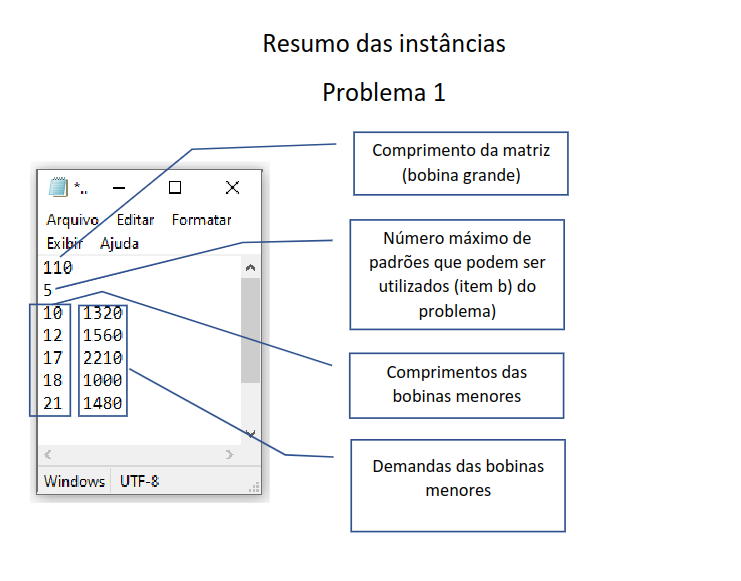 Resumo das instâncias
Problema 1
*..
Arquivo Editar Formatar
Exibir Ajuda
110
5
10 1320
12 1560
17 2210
18 1000
21 1480
Windows UTF-8
Comprimento da matriz
(bobina grande)
Número máximo de
padrões que podem ser
utilizados (item b) do
problema)
Comprimentos das
bobinas menores
Demandas das bobinas
menores